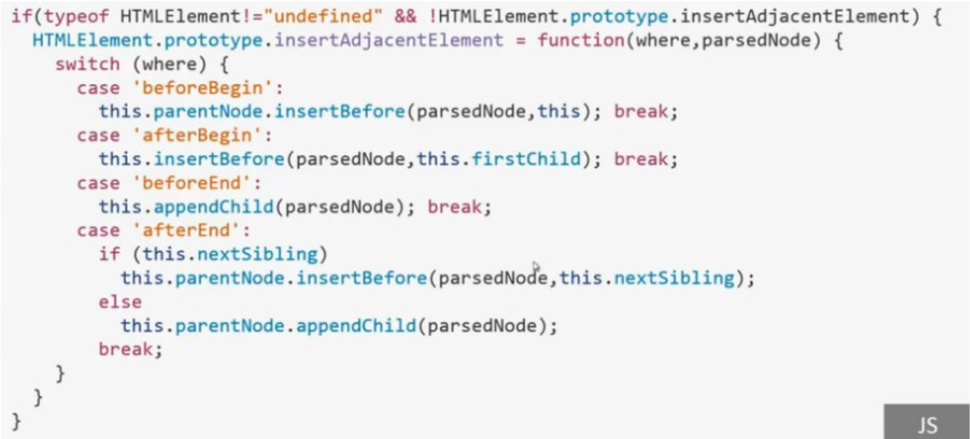 if(typeof HTMLElement!="undefined" && !HTMLElement.prototype.insertAdjacentElement) {
  HTMLElement.prototype.insertAdjacentElement = function(where,parsedNode) {
    switch (where) {
      case 'beforeBegin':
        this.parentNode.insertBefore(parsedNode,this); break;
      case 'afterBegin':
        this.insertBefore(parsedNode,this.firstChild); break;
      case 'beforeEnd':
        this.appendChild(parsedNode); break;
      case 'afterEnd':
        if (this.nextSibling)
          this.parentNode.insertBefore(parsedNode,this.nextSibling);
        else
          this.parentNode.appendChild(parsedNode);
        break;
    }
  }
}
JS